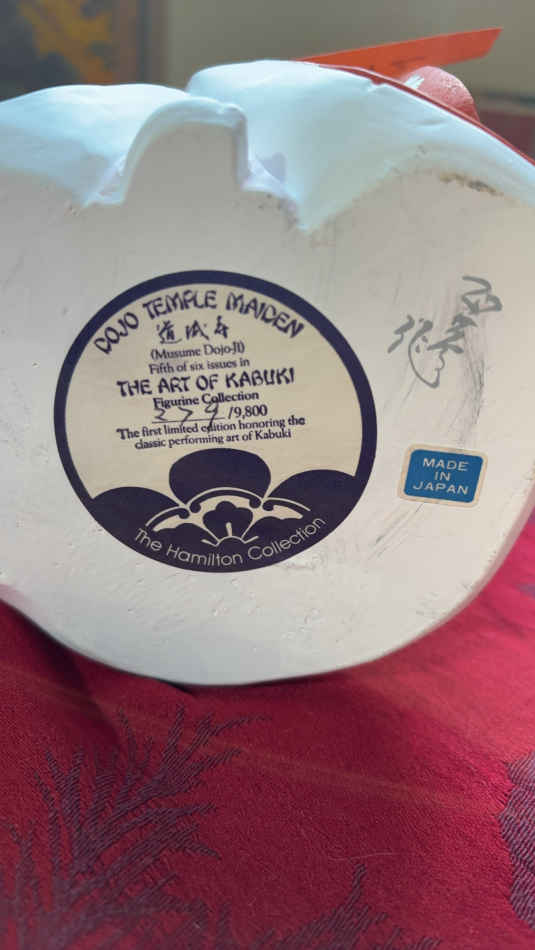 DOJO TEMPLE MAIDEN
道成寺
(Musume Dojo-Ji)
Fifth of six issues in
THE ART OF KABUKI
Figurine Collection
279/9,800
The first limited edition honoring the
classic performing art of Kabuki
The Hamilton Collection
MADE
IN
JAPAN